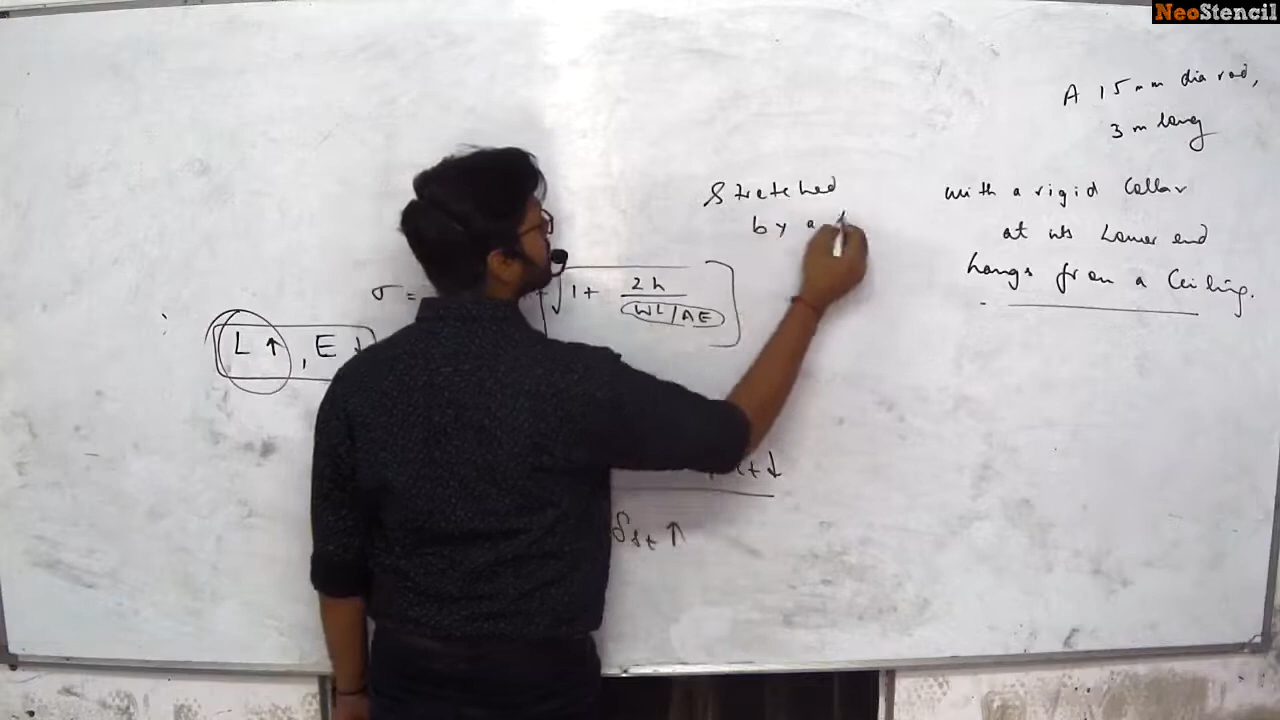 NeoStencil
A 15 mm dia rod,
3 m long
with a rigid Collar
at its Lower end
hangs from a Ceiling.
Stretched
by a
σ =
√1 + 2h
WL/AE
L ↑ , E ↓
st ↓
δst ↑